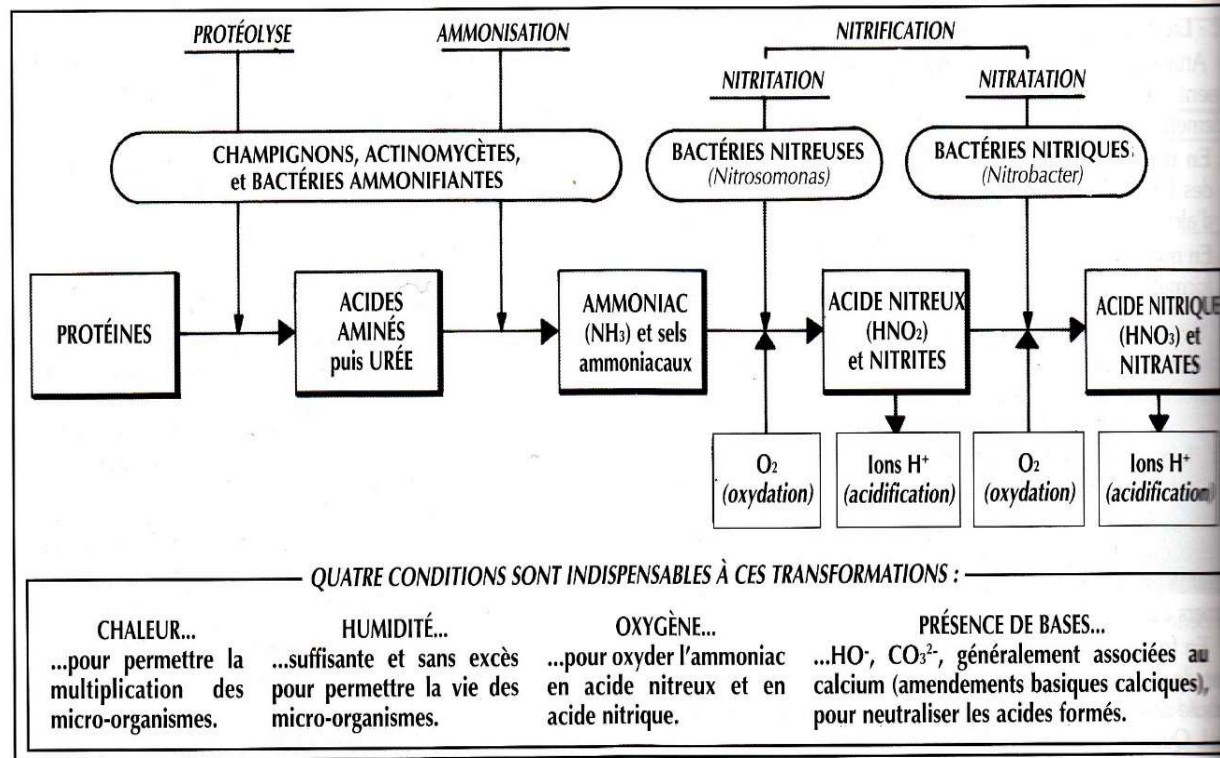 PROTÉOLYSE
AMMONISATION
NITRIFICATION
NITRITATION
NITRATATION
CHAMPIGNONS, ACTINOMYCÈTES,
et BACTÉRIES AMMONIFIANTES
BACTÉRIES NITREUSES
(Nitrosomonas)
BACTÉRIES NITRIQUES
(Nitrobacter)
PROTÉINES
ACIDES
AMINÉS
puis URÉE
AMMONIAC
(NH₃) et sels
ammoniacaux
ACIDE NITREUX
(HNO₂)
et NITRITES
ACIDE NITRIQUE
(HNO₃) et
NITRATES
O₂
(oxydation)
Ions H⁺
(acidification)
O₂
(oxydation)
Ions H⁺
(acidification)
QUATRE CONDITIONS SONT INDISPENSABLES À CES TRANSFORMATIONS :
CHALEUR...
...pour permettre la
multiplication des
micro-organismes.
HUMIDITÉ...
...suffisante et sans excès
pour permettre la vie des
micro-organismes.
OXYGÈNE...
...pour oxyder l'ammoniac
en acide nitreux et en
acide nitrique.
PRÉSENCE DE BASES...
...HO⁻, CO₃²⁻, généralement associées au
calcium (amendements basiques calciques),
pour neutraliser les acides formés.